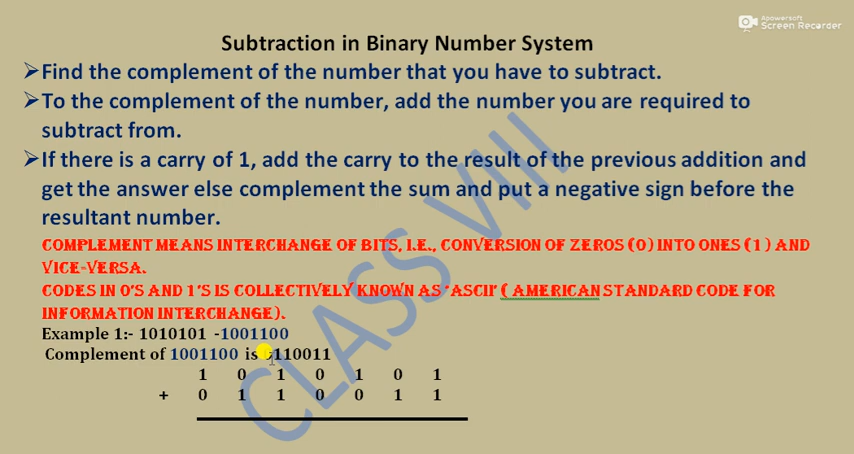 Apowersoft
Screen Recorder
Subtraction in Binary Number System
➢Find the complement of the number that you have to subtract.
➢To the complement of the number, add the number you are required to
subtract from.
➢If there is a carry of 1, add the carry to the result of the previous addition and
get the answer else complement the sum and put a negative sign before the
resultant number.
COMPLEMENT MEANS INTERCHANGE OF BITS, I.E., CONVERSION OF ZEROS (0) INTO ONES (1) AND
VICE-VERSA.
CODES IN 0'S AND 1'S IS COLLECTIVELY KNOWN AS 'ASCII' ( AMERICAN STANDARD CODE FOR
INFORMATION INTERCHANGE).
Example 1:- 1010101 -1001100
Complement of 1001100 is 110011
1 0 1 0 1 0 1
+ 0 1 1 0 0 1 1
CLASS VIII